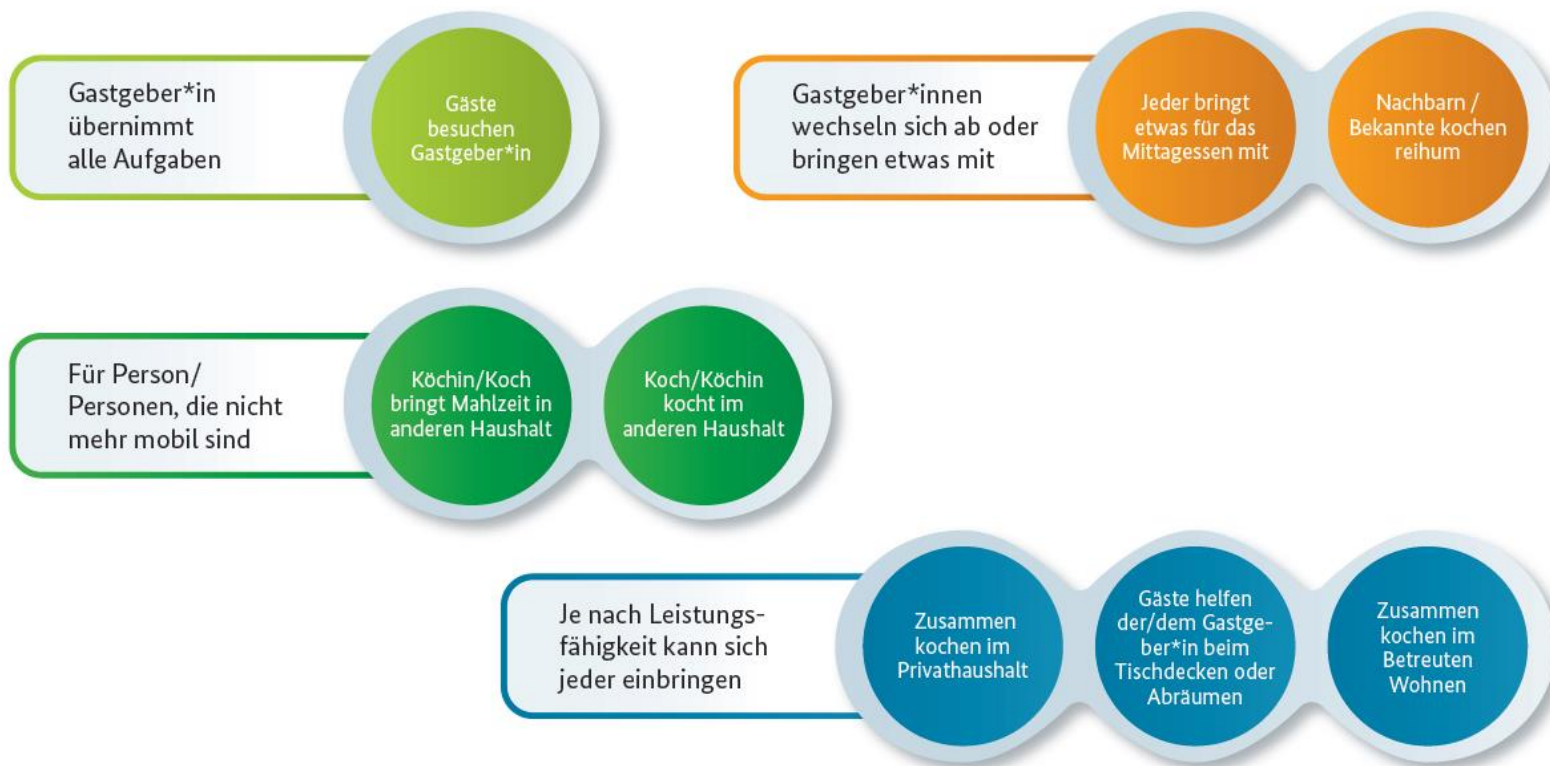 Gastgeber*in
übernimmt
alle Aufgaben
Gäste
besuchen
Gastgeber*in
Gastgeber*innen
wechseln sich ab oder
bringen etwas mit
Jeder bringt
etwas für das
Mittagessen mit
Nachbarn /
Bekannte kochen
reihum
Für Person/
Personen, die nicht
mehr mobil sind
Köchin/Koch
bringt Mahlzeit in
anderen Haushalt
Koch/Köchin
kocht im
anderen Haushalt
Je nach Leistungs-
fähigkeit kann sich
jeder einbringen
Zusammen
kochen im
Privathaushalt
Gäste helfen
der/dem Gastge-
ber*in beim
Tischdecken oder
Abräumen
Zusammen
kochen im
Betreuten
Wohnen